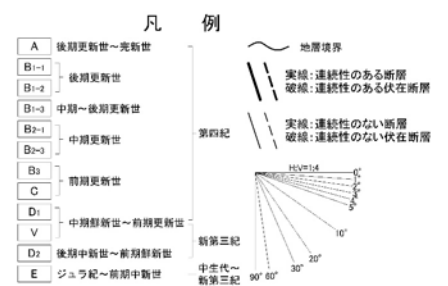 凡 例
A 後期更新世～完新世
B1-1
B1-2
後期更新世
B1-3 中期～後期更新世
B2-1
B2-3
中期更新世
B3
C
前期更新世
D1
V
中期鮮新世～前期更新世
D2 後期中新世～前期鮮新世
E ジュラ紀～前期中新世
第四紀
新第三紀
中生代～
新第三紀
地層境界
実線：連続性のある断層
破線：連続性のある伏在断層
実線：連続性のない断層
破線：連続性のない伏在断層
H:V=1:4
0°
5°
10°
20°
30°
60°
90°